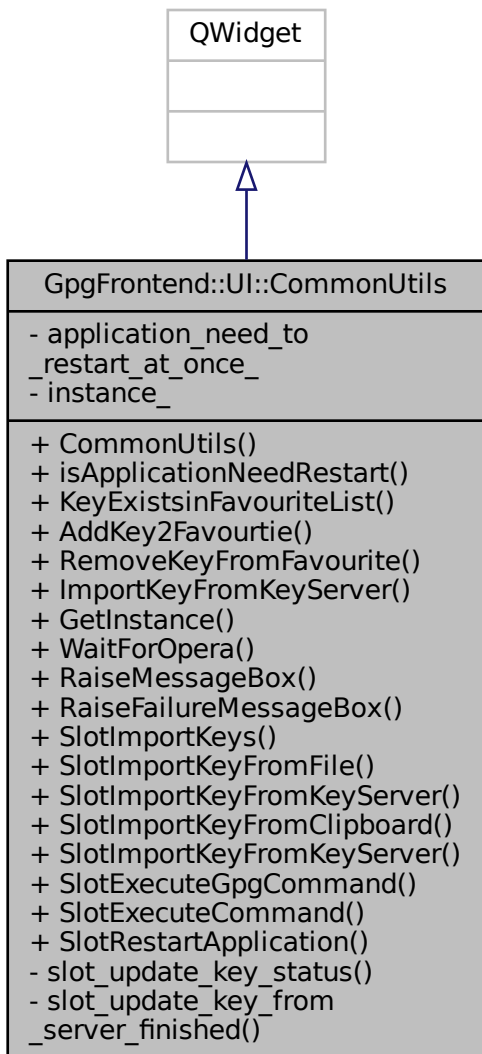 QWidget
GpgFrontend::UI::CommonUtils
- application_need_to
_restart_at_once_
- instance_
+ CommonUtils()
+ isApplicationNeedRestart()
+ KeyExistsinFavouriteList()
+ AddKey2Favourtie()
+ RemoveKeyFromFavourite()
+ ImportKeyFromKeyServer()
+ GetInstance()
+ WaitForOpera()
+ RaiseMessageBox()
+ RaiseFailureMessageBox()
+ SlotImportKeys()
+ SlotImportKeyFromFile()
+ SlotImportKeyFromKeyServer()
+ SlotImportKeyFromClipboard()
+ SlotImportKeyFromKeyServer()
+ SlotExecuteGpgCommand()
+ SlotExecuteCommand()
+ SlotRestartApplication()
- slot_update_key_status()
- slot_update_key_from
_server_finished()